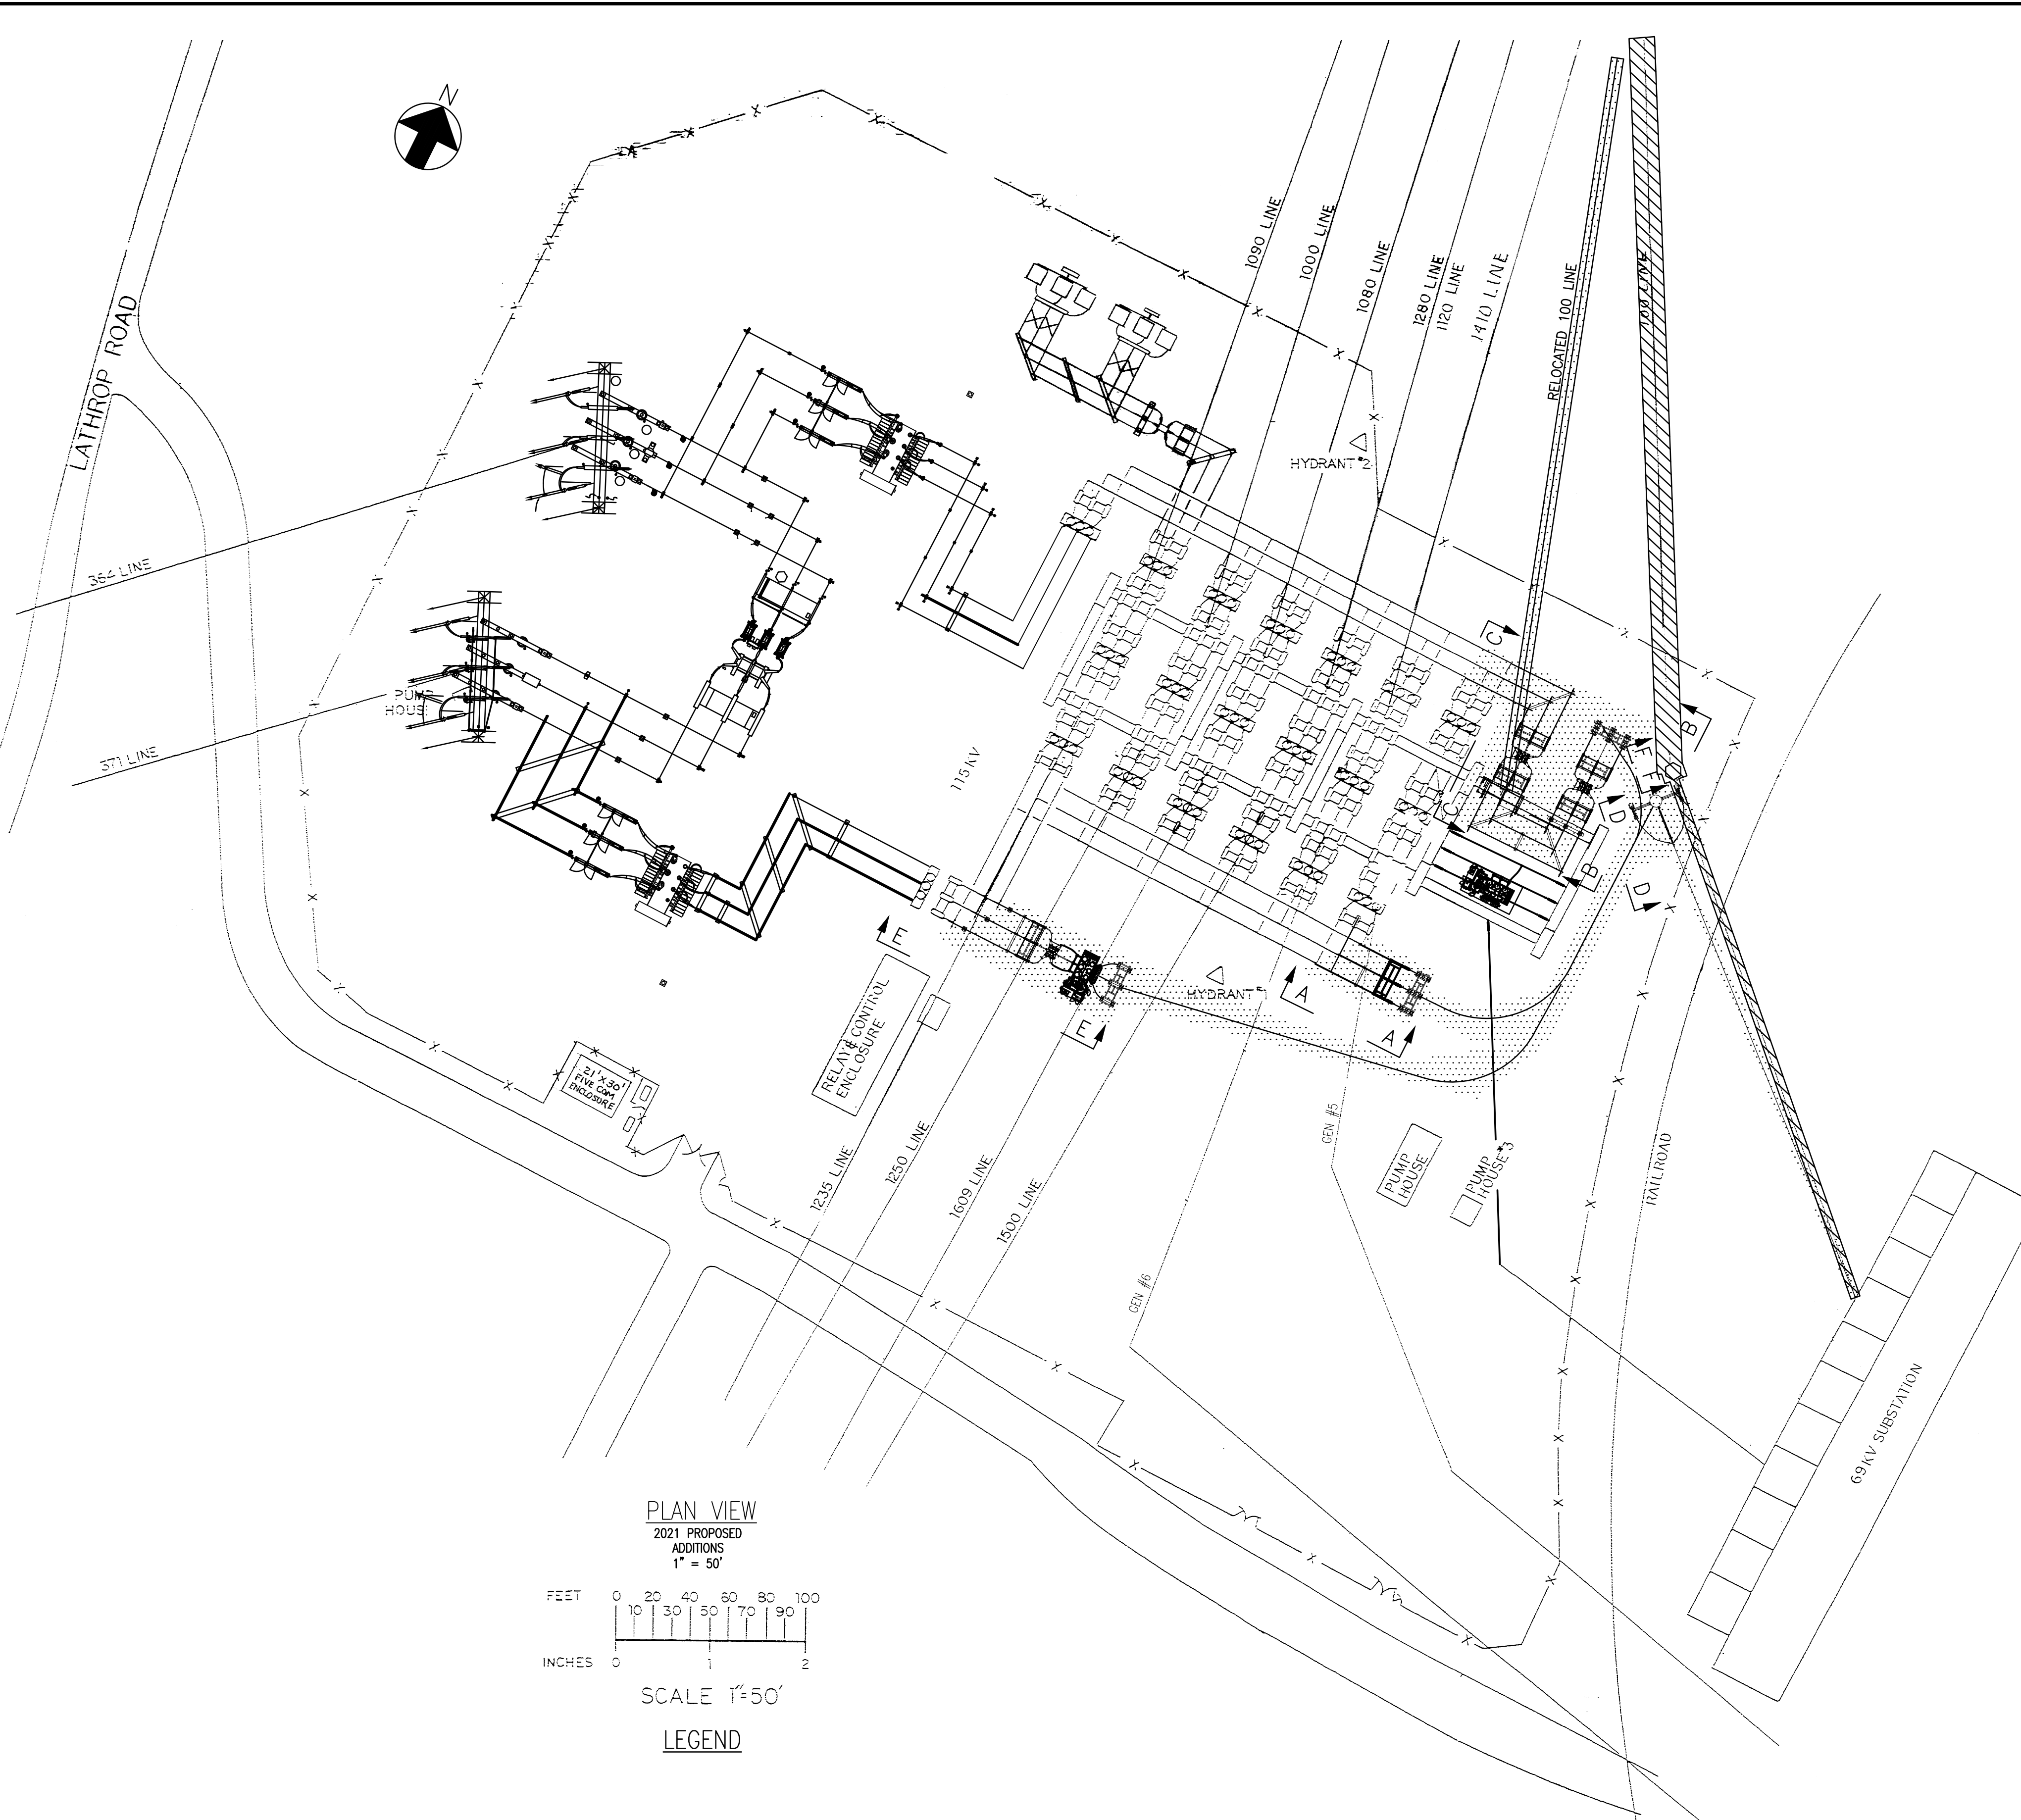 N
LATHROP ROAD
1090 LINE
1000 LINE
1080 LINE
1280 LINE
1120 LINE
1410 LINE
RELOCATED 100 LINE
100 LINE
HYDRANT #2
364 LINE
371 LINE
PUMP
HOUS
115 KV
C
C
B
B
F
F
D
D
E
E
A
A
HYDRANT #1
RELAY & CONTROL
ENCLOSURE
21'X30'
FIVE COM
ENCLOSURE
1235 LINE
1250 LINE
1609 LINE
1500 LINE
GEN #6
GEN #5
PUMP
HOUSE
PUMP
HOUSE #3
RAILROAD
69 KV SUBSTATION
PLAN VIEW
2021 PROPOSED
ADDITIONS
1" = 50'
FEET 0 20 40 60 80 100
10 30 50 70 90
INCHES 0 1 2
SCALE 1"=50'
LEGEND